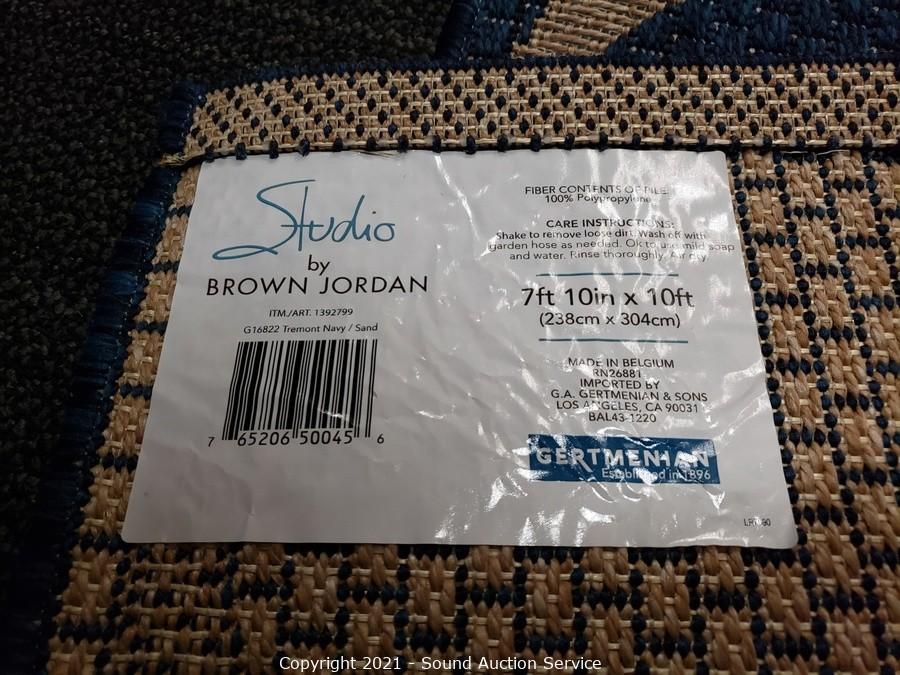 Studio
by
BROWN JORDAN
ITM./ART. 1392799
G16822 Tremont Navy / Sand
7 65206 50045 6
FIBER CONTENTS OF PILE:
100% Polypropylene
CARE INSTRUCTIONS:
Shake to remove loose dirt. Wash off with
garden hose as needed. Ok to use mild soap
and water. Rinse thoroughly. Air dry.
7ft 10in x 10ft
(238cm x 304cm)
MADE IN BELGIUM
RN26881
IMPORTED BY
G.A. GERTMENIAN & SONS
LOS ANGELES, CA 90031
BAL43-1220
GERTMENIAN
Established in 1896
Copyright 2021 - Sound Auction Service